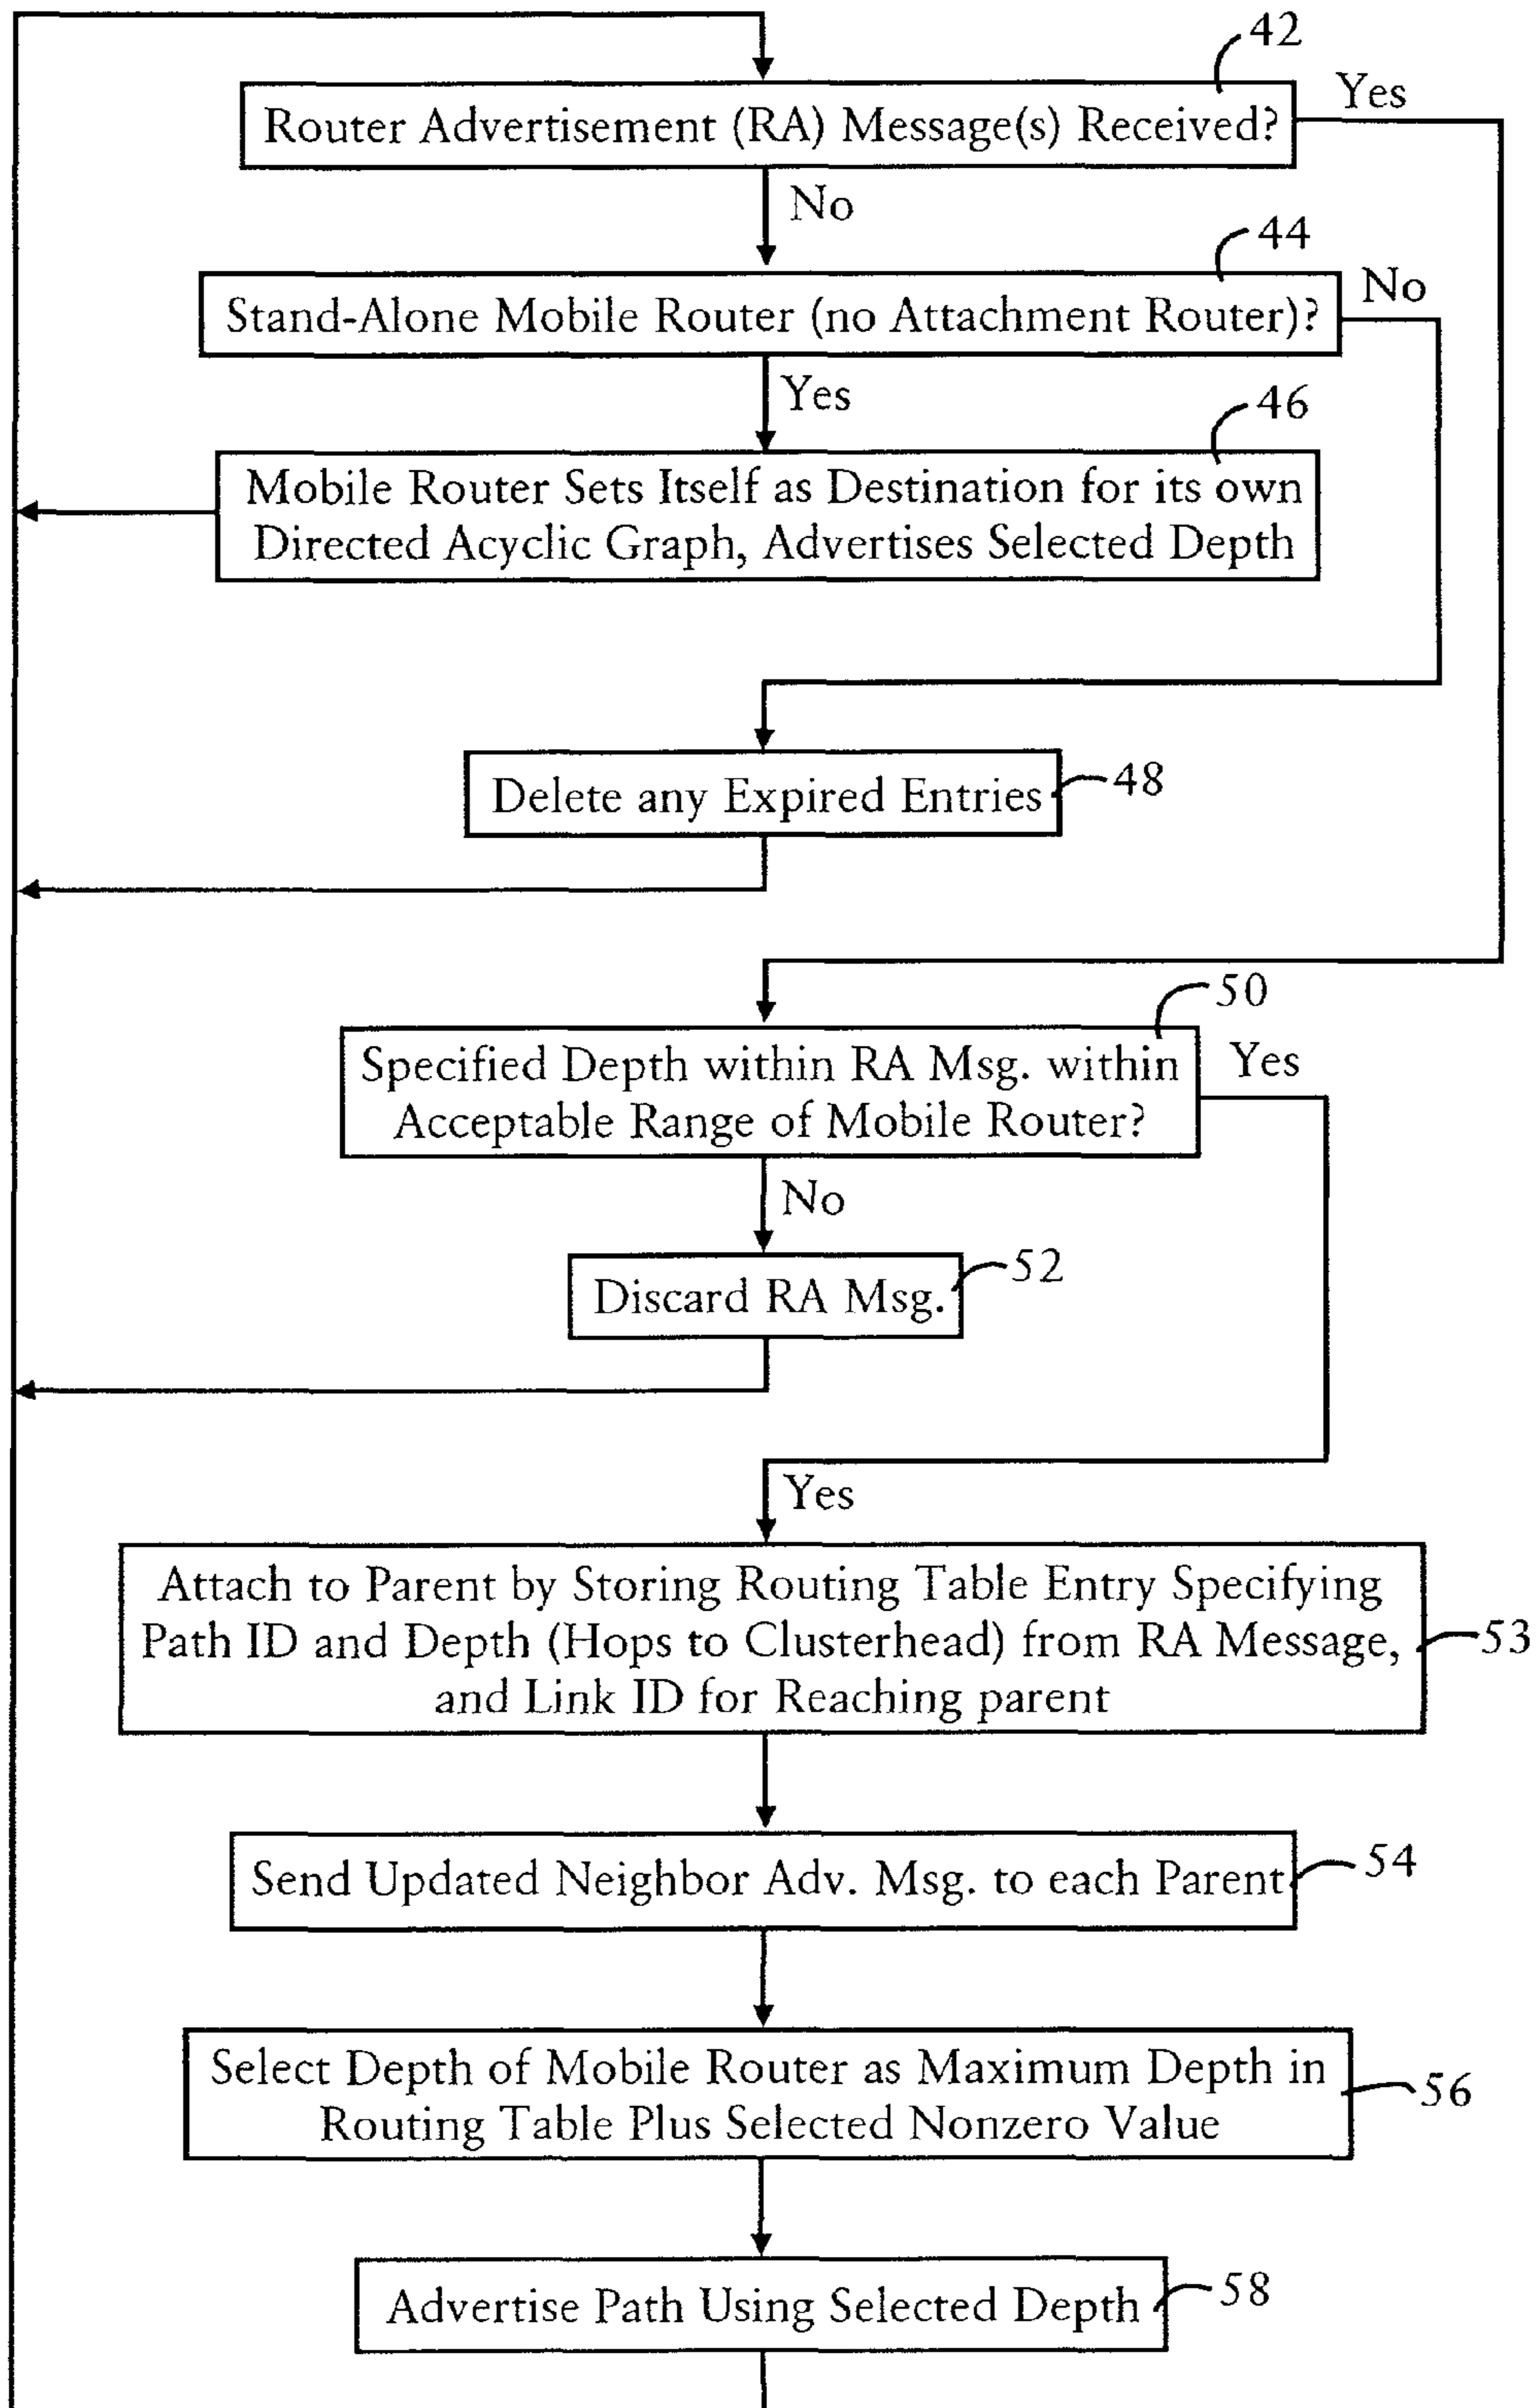 42
Yes
Router Advertisement (RA) Message(s) Received?
No
44
No
Stand-Alone Mobile Router (no Attachment Router)?
Yes
46
Mobile Router Sets Itself as Destination for its own
Directed Acyclic Graph, Advertises Selected Depth
Delete any Expired Entries
48
50
Yes
Specified Depth within RA Msg. within
Acceptable Range of Mobile Router?
No
52
Discard RA Msg.
Yes
Attach to Parent by Storing Routing Table Entry Specifying
Path ID and Depth (Hops to Clusterhead) from RA Message,
and Link ID for Reaching parent
53
Send Updated Neighbor Adv. Msg. to each Parent
54
Select Depth of Mobile Router as Maximum Depth in
Routing Table Plus Selected Nonzero Value
56
Advertise Path Using Selected Depth
58